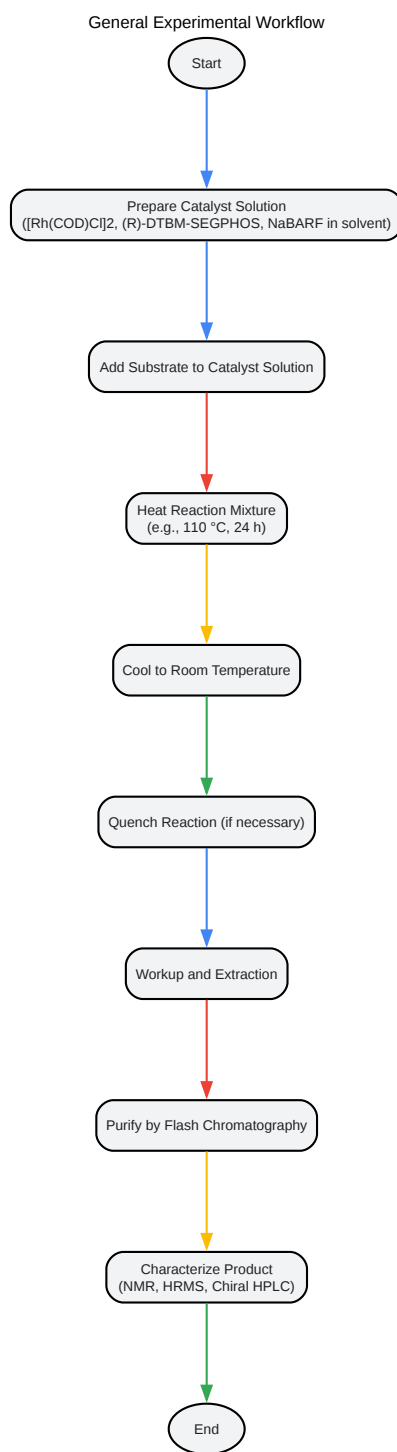 General Experimental Workflow
Start
Prepare Catalyst Solution
([Rh(COD)Cl]2, (R)-DTBM-SEGPHOS, NaBARF in solvent)
Add Substrate to Catalyst Solution
Heat Reaction Mixture
(e.g., 110 °C, 24 h)
Cool to Room Temperature
Quench Reaction (if necessary)
Workup and Extraction
Purify by Flash Chromatography
Characterize Product
(NMR, HRMS, Chiral HPLC)
End